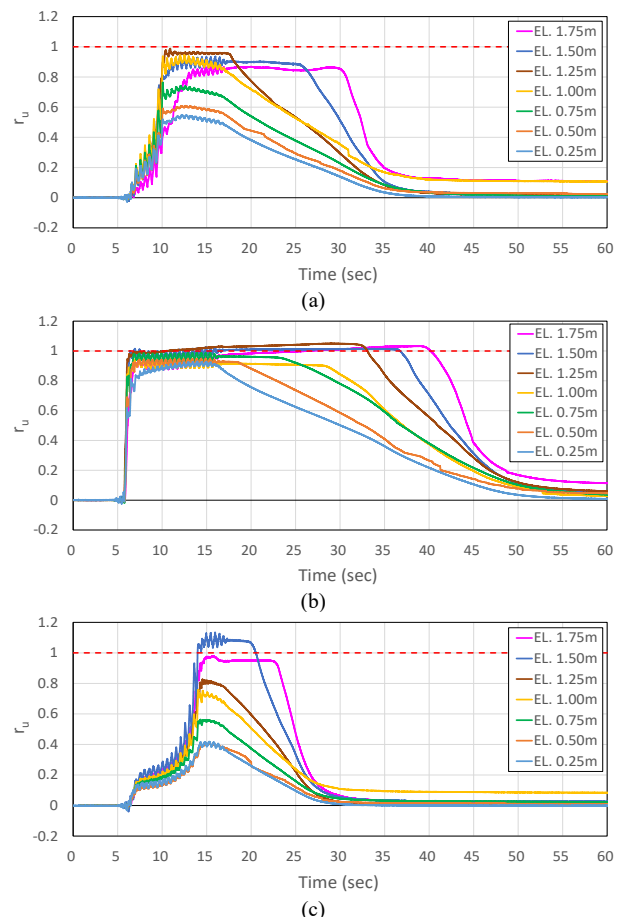 1.2
1
0.8
0.6
0.4
0.2
0
-0.2
r_u
EL. 1.75m
EL. 1.50m
EL. 1.25m
EL. 1.00m
EL. 0.75m
EL. 0.50m
EL. 0.25m
0 5 10 15 20 25 30 35 40 45 50 55 60
Time (sec)
(a)
1.2
1
0.8
0.6
0.4
0.2
0
-0.2
r_u
EL. 1.75m
EL. 1.50m
EL. 1.25m
EL. 1.00m
EL. 0.75m
EL. 0.50m
EL. 0.25m
0 5 10 15 20 25 30 35 40 45 50 55 60
Time (sec)
(b)
1.2
1
0.8
0.6
0.4
0.2
0
-0.2
r_u
EL. 1.75m
EL. 1.50m
EL. 1.25m
EL. 1.00m
EL. 0.75m
EL. 0.50m
EL. 0.25m
0 5 10 15 20 25 30 35 40 45 50 55 60
Time (sec)
(c)